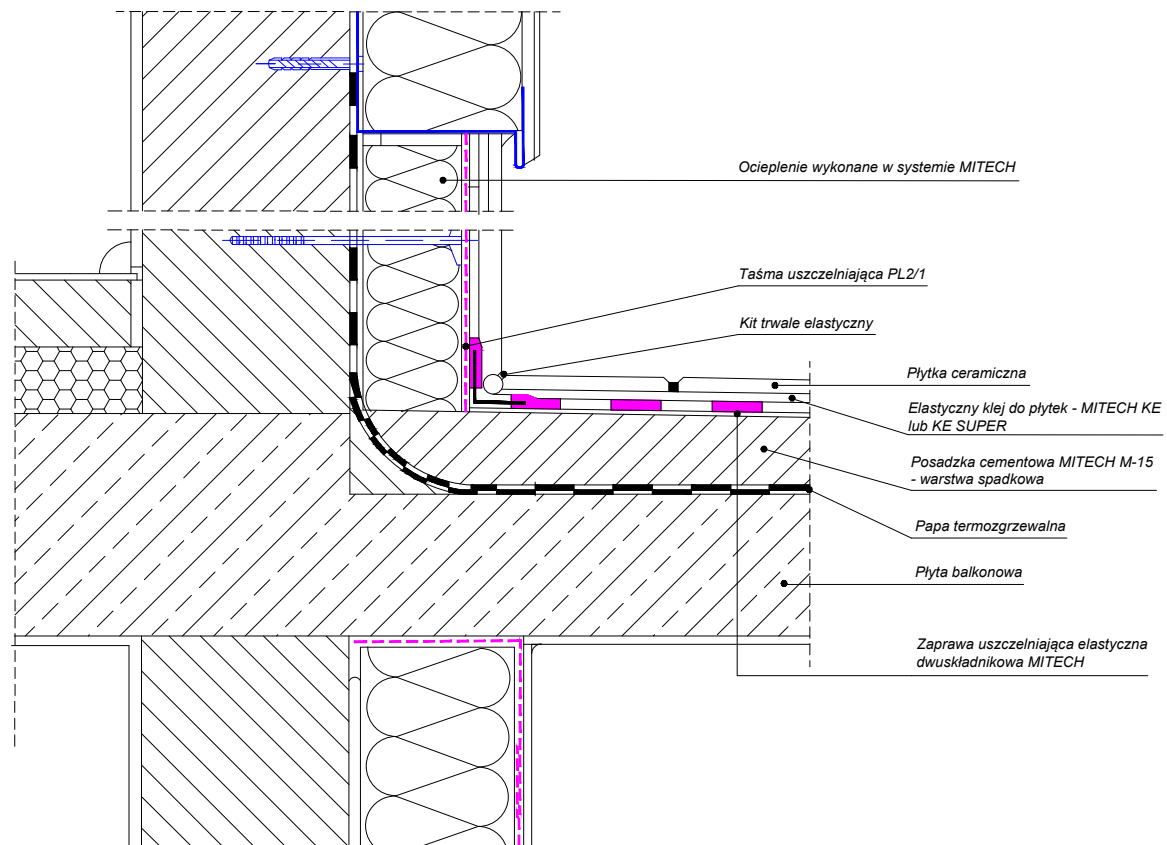 Ocieplenie wykonane w systemie MITECH
Taśma uszczelniająca PL2/1
Kit trwale elastyczny
Płytka ceramiczna
Elastyczny klej do płytek - MITECH KE
lub KE SUPER
Posadzka cementowa MITECH M-15
- warstwa spadkowa
Papa termozgrzewalna
Płyta balkonowa
Zaprawa uszczelniająca elastyczna
dwuskładnikowa MITECH